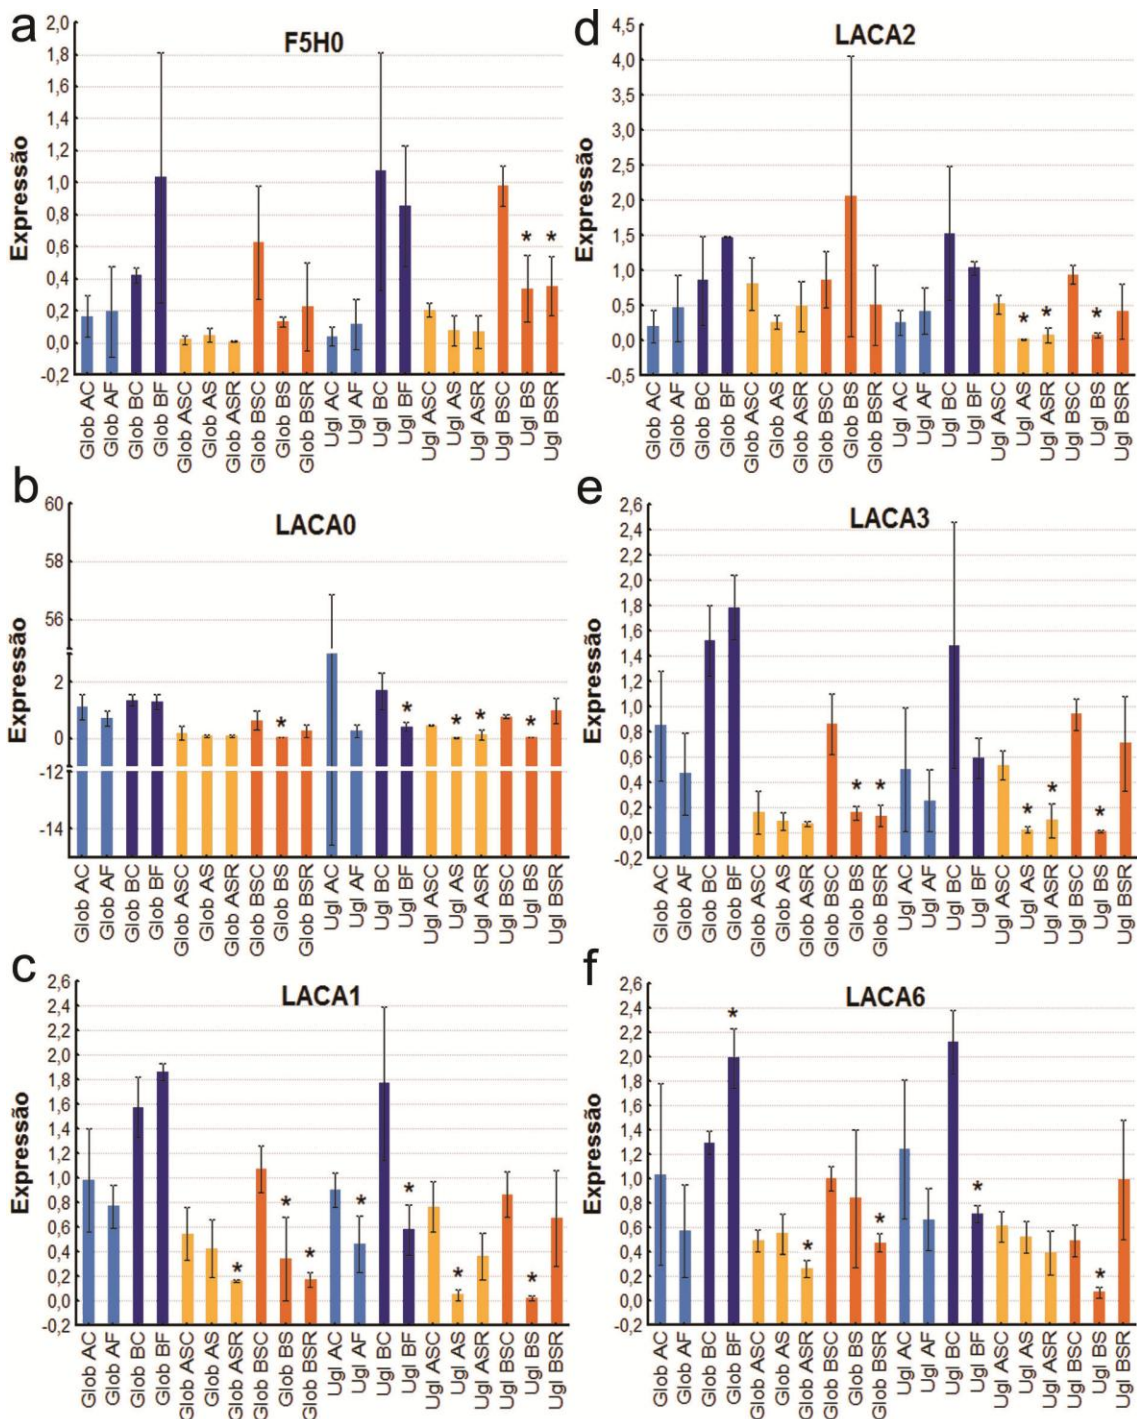 a
F5H0
Expressão
2,0
1,8
1,6
1,4
1,2
1,0
0,8
0,6
0,4
0,2
0,0
-0,2
* *
Glob AC
Glob AF
Glob BC
Glob BF
Glob ASC
Glob AS
Glob ASR
Glob BSC
Glob BS
Glob BSR
Ugl AC
Ugl AF
Ugl BC
Ugl BF
Ugl ASC
Ugl AS
Ugl ASR
Ugl BSC
Ugl BS
Ugl BSR
d
LACA2
Expressão
4,5
4,0
3,5
3,0
2,5
2,0
1,5
1,0
0,5
0,0
-0,5
* * *
Glob AC
Glob AF
Glob BC
Glob BF
Glob ASC
Glob AS
Glob ASR
Glob BSC
Glob BS
Glob BSR
Ugl AC
Ugl AF
Ugl BC
Ugl BF
Ugl ASC
Ugl AS
Ugl ASR
Ugl BSC
Ugl BS
Ugl BSR
b
LACA0
Expressão
60
58
56
2
0
-12
-14
* * * * *
Glob AC
Glob AF
Glob BC
Glob BF
Glob ASC
Glob AS
Glob ASR
Glob BSC
Glob BS
Glob BSR
Ugl AC
Ugl AF
Ugl BC
Ugl BF
Ugl ASC
Ugl AS
Ugl ASR
Ugl BSC
Ugl BS
Ugl BSR
e
LACA3
Expressão
2,6
2,4
2,2
2,0
1,8
1,6
1,4
1,2
1,0
0,8
0,6
0,4
0,2
0,0
-0,2
* * * * *
Glob AC
Glob AF
Glob BC
Glob BF
Glob ASC
Glob AS
Glob ASR
Glob BSC
Glob BS
Glob BSR
Ugl AC
Ugl AF
Ugl BC
Ugl BF
Ugl ASC
Ugl AS
Ugl ASR
Ugl BSC
Ugl BS
Ugl BSR
c
LACA1
Expressão
2,6
2,4
2,2
2,0
1,8
1,6
1,4
1,2
1,0
0,8
0,6
0,4
0,2
0,0
-0,2
* * * * * * *
Glob AC
Glob AF
Glob BC
Glob BF
Glob ASC
Glob AS
Glob ASR
Glob BSC
Glob BS
Glob BSR
Ugl AC
Ugl AF
Ugl BC
Ugl BF
Ugl ASC
Ugl AS
Ugl ASR
Ugl BSC
Ugl BS
Ugl BSR
f
LACA6
Expressão
2,6
2,4
2,2
2,0
1,8
1,6
1,4
1,2
1,0
0,8
0,6
0,4
0,2
0,0
-0,2
* * * * *
Glob AC
Glob AF
Glob BC
Glob BF
Glob ASC
Glob AS
Glob ASR
Glob BSC
Glob BS
Glob BSR
Ugl AC
Ugl AF
Ugl BC
Ugl BF
Ugl ASC
Ugl AS
Ugl ASR
Ugl BSC
Ugl BS
Ugl BSR